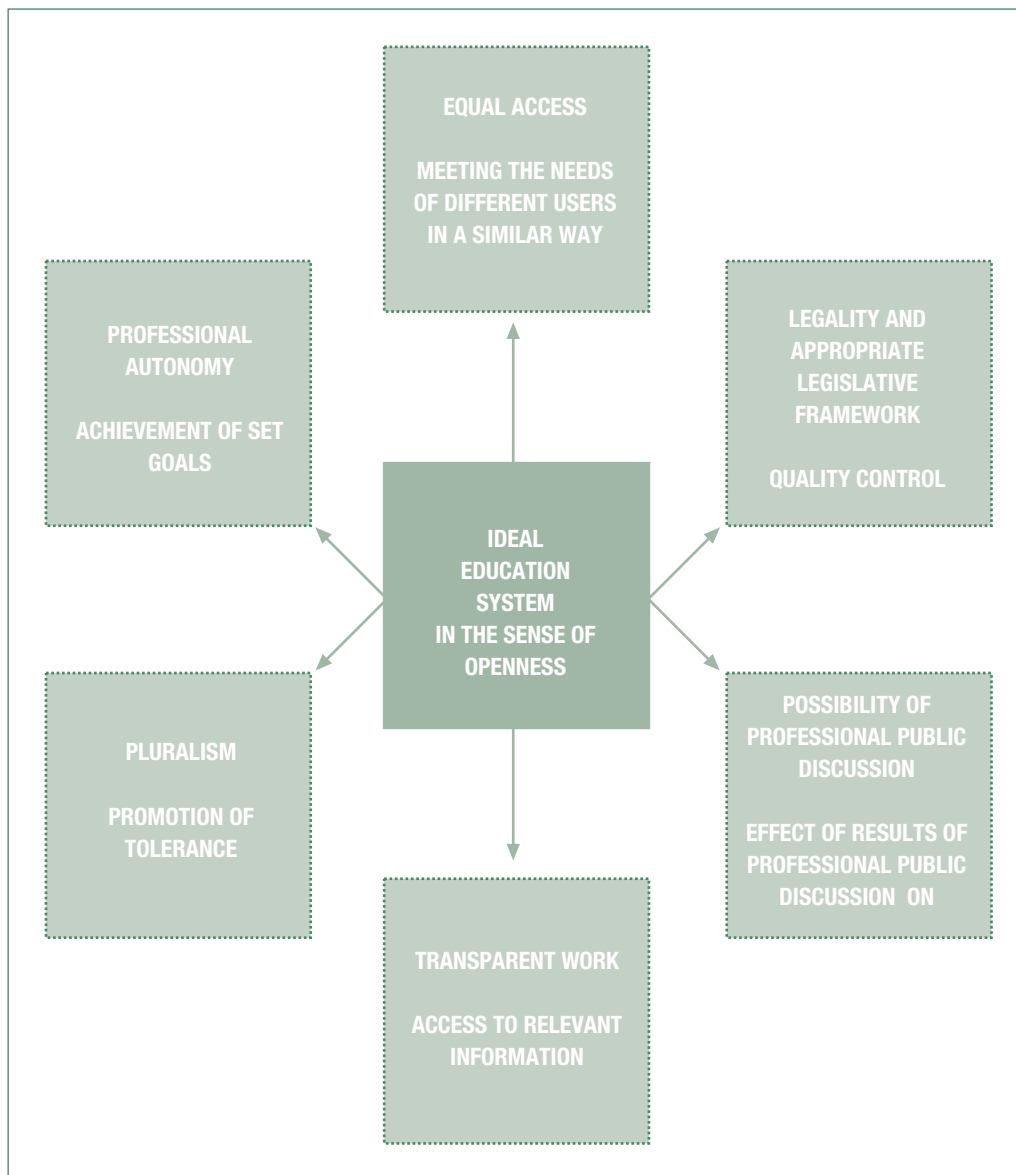 EQUAL ACCESS
MEETING THE NEEDS
OF DIFFERENT USERS
IN A SIMILAR WAY
PROFESSIONAL
AUTONOMY
ACHIEVEMENT OF SET
GOALS
LEGALITY AND
APPROPRIATE
LEGISLATIVE
FRAMEWORK
QUALITY CONTROL
IDEAL
EDUCATION
SYSTEM
IN THE SENSE OF
OPENNESS
PLURALISM
PROMOTION OF
TOLERANCE
POSSIBILITY OF
PROFESSIONAL PUBLIC
DISCUSSION
EFFECT OF RESULTS OF
PROFESSIONAL PUBLIC
DISCUSSION ON
TRANSPARENT WORK
ACCESS TO RELEVANT
INFORMATION